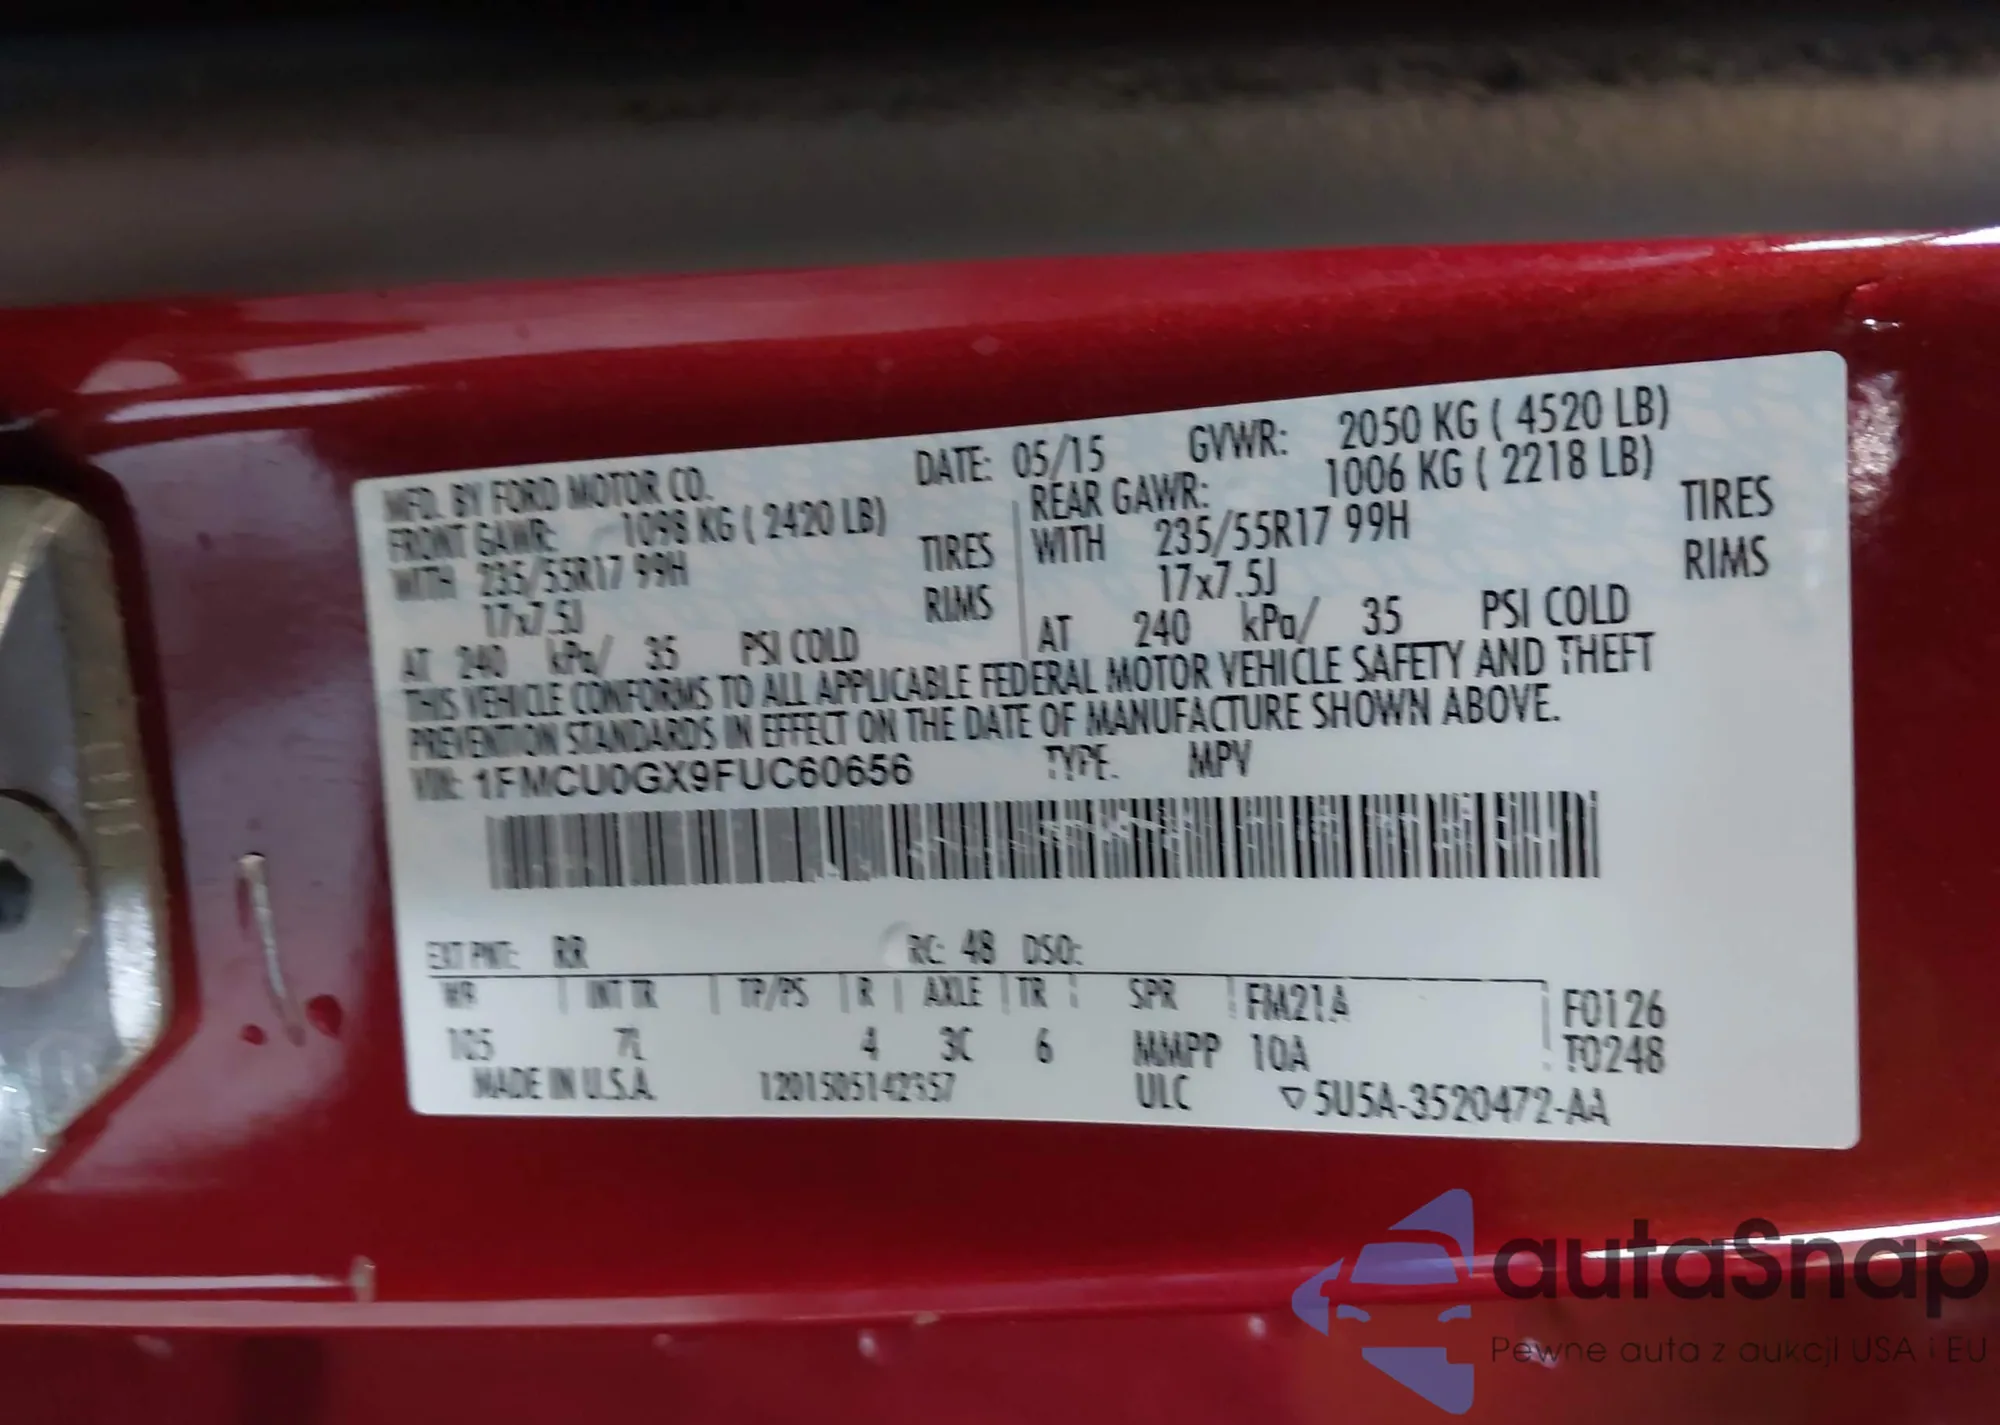 MFD. BY FORD MOTOR CO. DATE: 05/15 GVWR: 2050 KG ( 4520 LB)
FRONT GAWR: 1098 KG ( 2420 LB) REAR GAWR: 1006 KG ( 2218 LB)
WITH 235/55R17 99H TIRES WITH 235/55R17 99H TIRES
17x7.5J RIMS 17x7.5J RIMS
AT 240 kPa/ 35 PSI COLD AT 240 kPa/ 35 PSI COLD
THIS VEHICLE CONFORMS TO ALL APPLICABLE FEDERAL MOTOR VEHICLE SAFETY AND THEFT
PREVENTION STANDARDS IN EFFECT ON THE DATE OF MANUFACTURE SHOWN ABOVE.
VIN: 1FMCU0GX9FUC60656 TYPE: MPV
EXT PNT: RR RC: 48 DSO:
WB INT TR TP/PS R AXLE TR SPR FM21A F0126
105 7L 4 3C 6 MMPP 10A T0248
MADE IN U.S.A. 1201505142357 ULC ▽5U5A-3520472-AA
autaSnap
Pewne auta z aukcji USA i EU